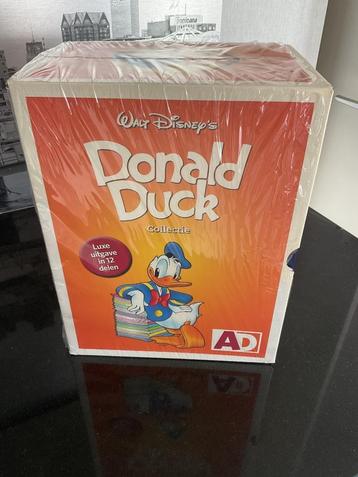 Walt Disney's
Donald
Duck
Collectie
Luxe
uitgave
in 12
delen
AD